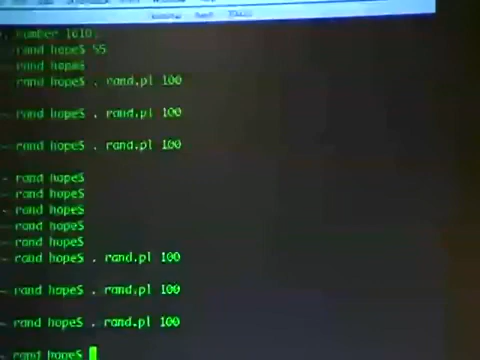 number 1610.
rand hope$ 55
rand hope$
rand hope$ . rand.pl 100
- rand hope$ . rand.pl 100
- rand hope$ . rand.pl 100
- rand hope$
- rand hope$
- rand hope$
- rand hope$
- rand hope$
- rand hope$ . rand.pl 100
- rand hope$ . rand.pl 100
- rand hope$ . rand.pl 100
- rand hope$